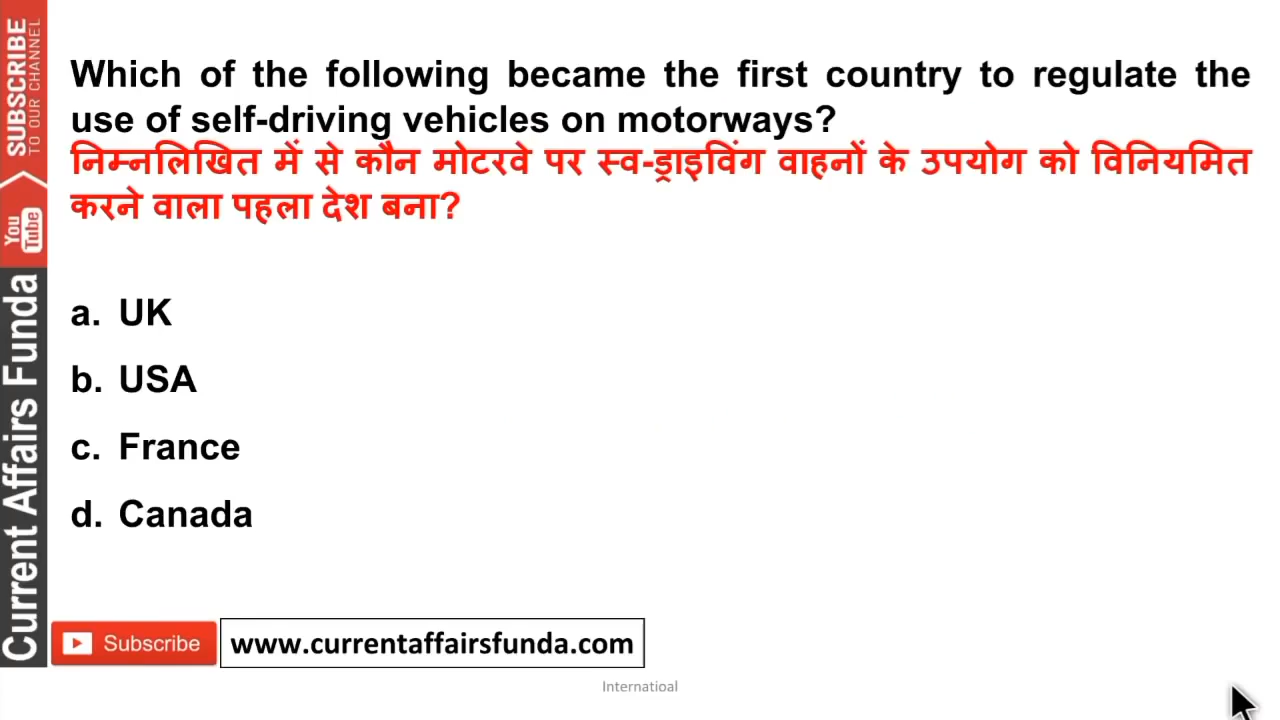 SUBSCRIBE
TO OUR CHANNEL
You
Tube
Current Affairs Funda
Which of the following became the first country to regulate the
use of self-driving vehicles on motorways?
निम्नलिखित में से कौन मोटरवे पर स्व-ड्राइविंग वाहनों के उपयोग को विनियमित
करने वाला पहला देश बना?
a. UK
b. USA
c. France
d. Canada
Subscribe
www.currentaffairsfunda.com
Internatioal